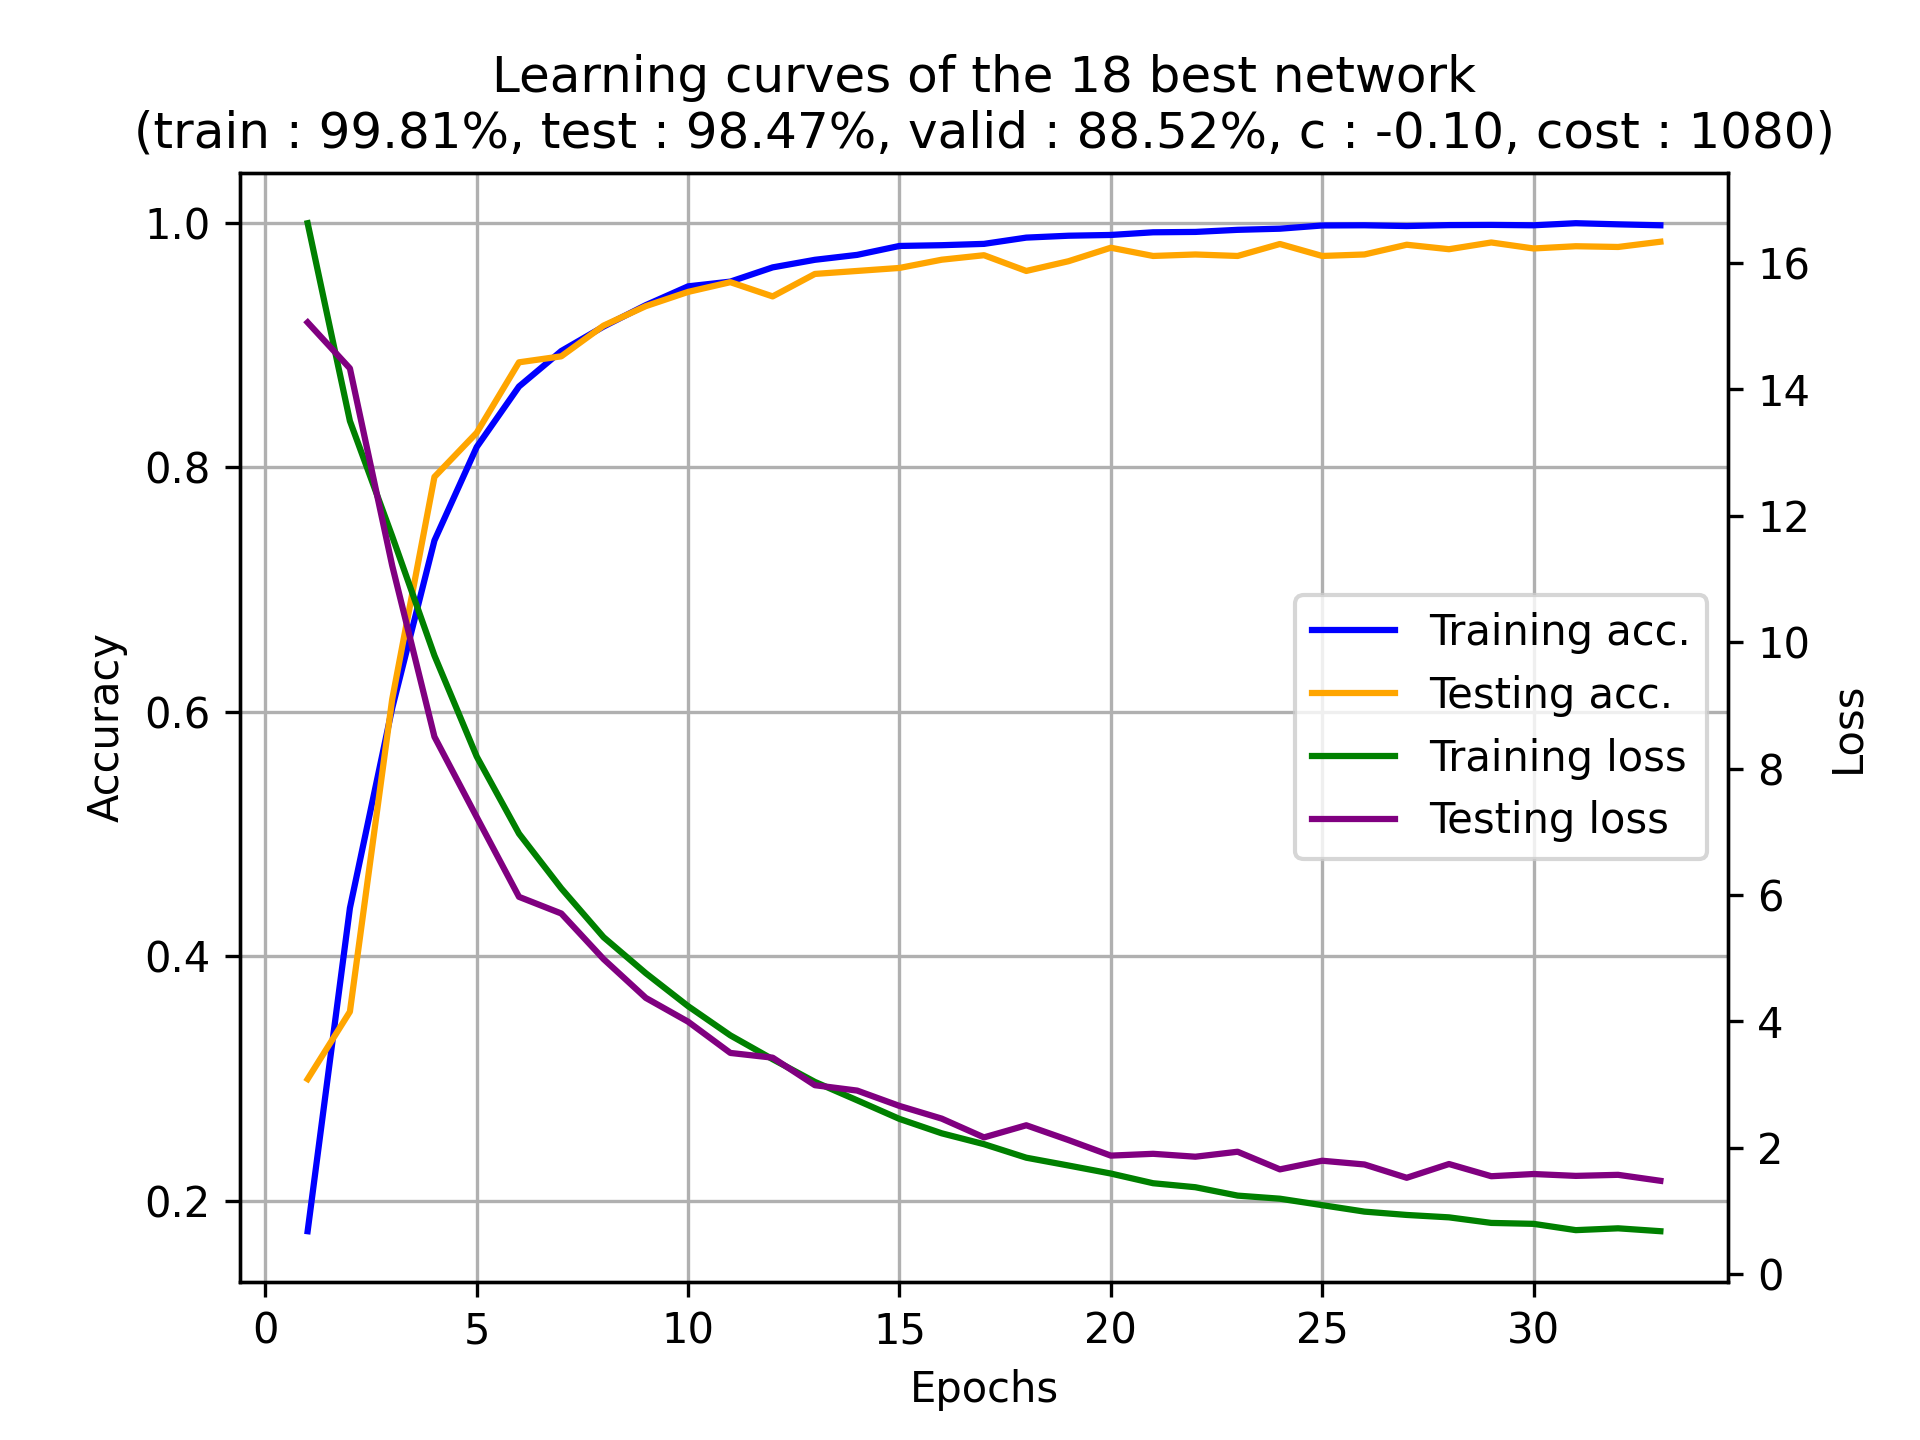 Learning curves of the 18 best network
(train : 99.81%, test : 98.47%, valid : 88.52%, c : -0.10, cost : 1080)
1.0
0.8
0.6
0.4
0.2
Accuracy
16
14
12
10
8
6
4
2
0
Loss
Training acc.
Testing acc.
Training loss
Testing loss
0 5 10 15 20 25 30
Epochs